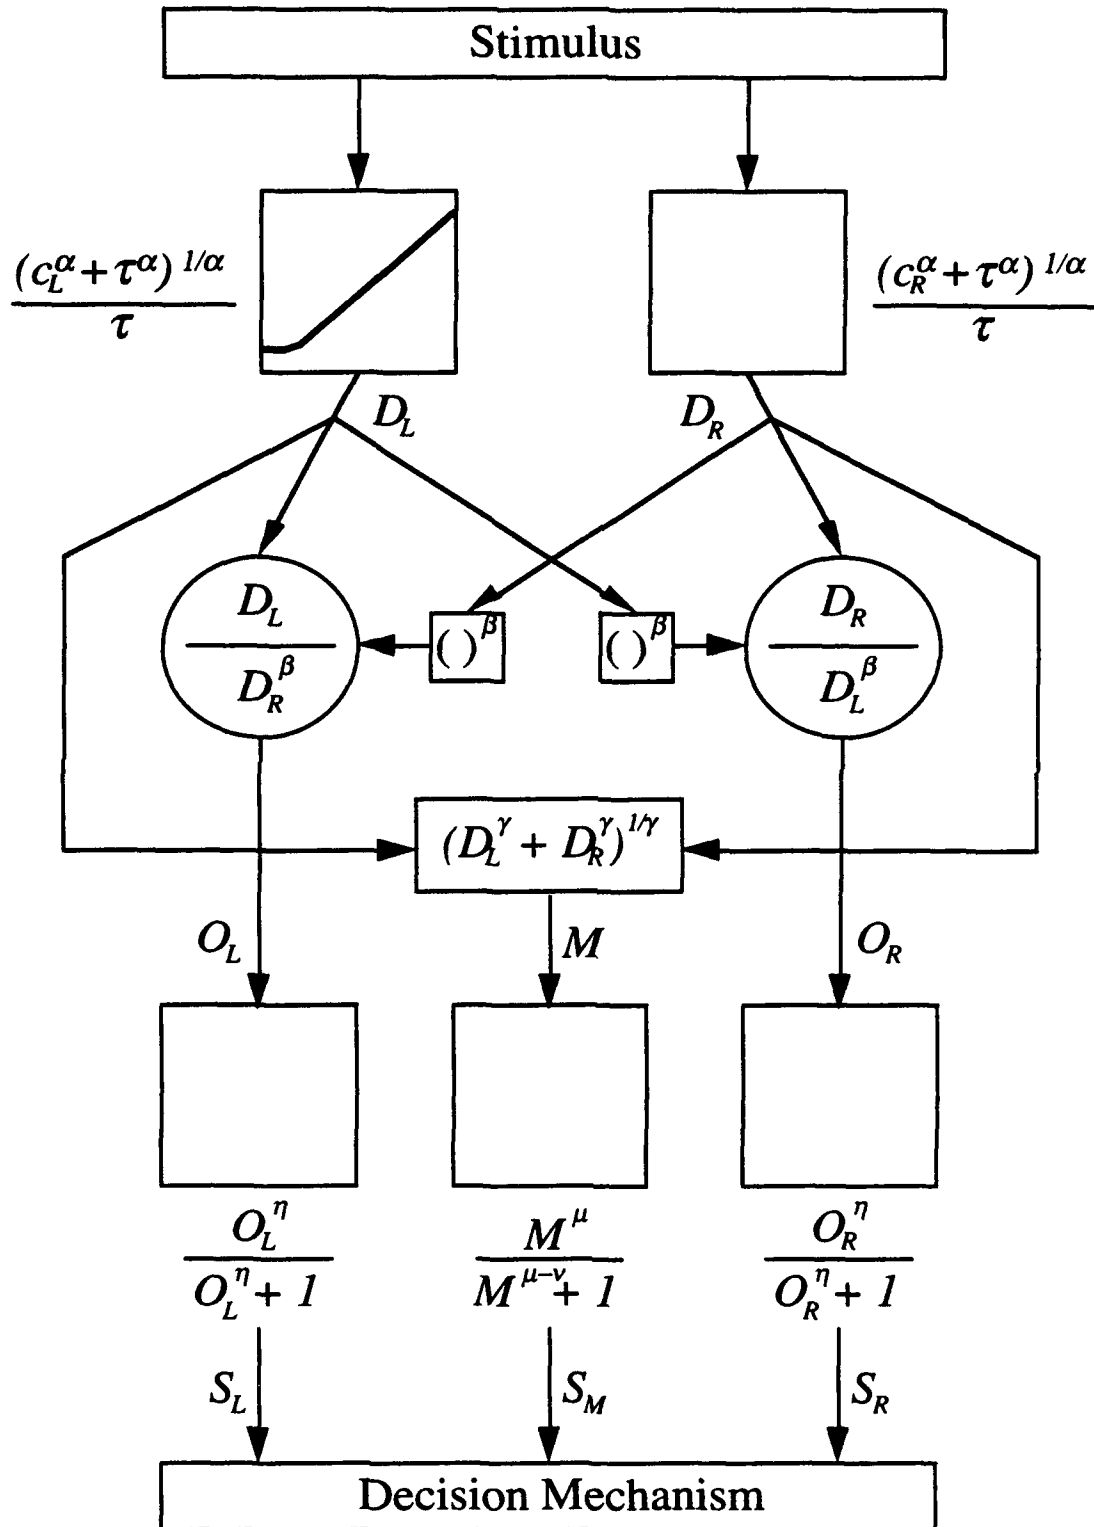 Stimulus
(c_L^α + τ^α)^{1/α} / τ
(c_R^α + τ^α)^{1/α} / τ
D_L
D_R
D_L / D_R^β
( )^β
( )^β
D_R / D_L^β
(D_L^γ + D_R^γ)^{1/γ}
O_L
M
O_R
O_L^η / O_L^η + 1
M^μ / M^{μ−ν} + 1
O_R^η / O_R^η + 1
S_L
S_M
S_R
Decision Mechanism